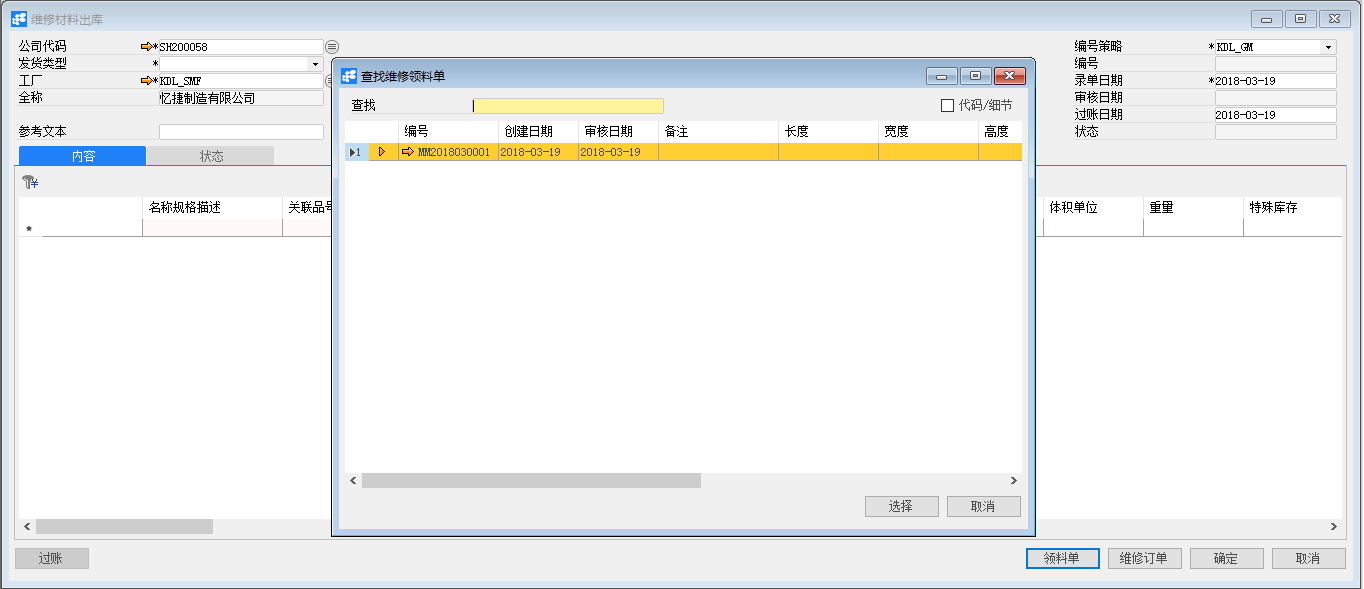 维修材料出库
公司代码 *SH200058
发货类型 *
工厂 *KDL_SMF
全称 忆捷制造有限公司
参考文本
编号策略 *KDL_GM
编号
录单日期 *2018-03-19
审核日期
过账日期 2018-03-19
状态
内容 状态
名称规格描述 关联品号 体积单位 重量 特殊库存
*
查找维修领料单
查找 代码/细节
编号 创建日期 审核日期 备注 长度 宽度 高度
1 MM2018030001 2018-03-19 2018-03-19
选择 取消
过账 领料单 维修订单 确定 取消